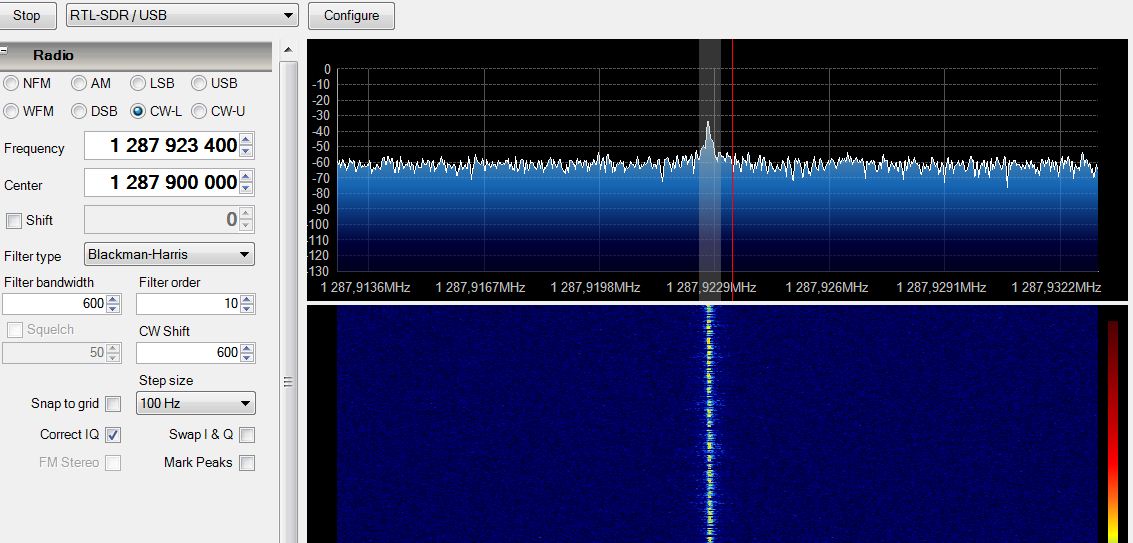 Stop RTL-SDR / USB Configure
Radio
NFM AM LSB USB
WFM DSB CW-L CW-U
Frequency 1 287 923 400
Center 1 287 900 000
Shift 0
Filter type Blackman-Harris
Filter bandwidth Filter order
600 10
Squelch CW Shift
50 600
Step size
Snap to grid 100 Hz
Correct IQ Swap I & Q
FM Stereo Mark Peaks
0
-10
-20
-30
-40
-50
-60
-70
-80
-90
-100
-110
-120
-130
1 287,9136MHz 1 287,9167MHz 1 287,9198MHz 1 287,9229MHz 1 287,926MHz 1 287,9291MHz 1 287,9322MHz